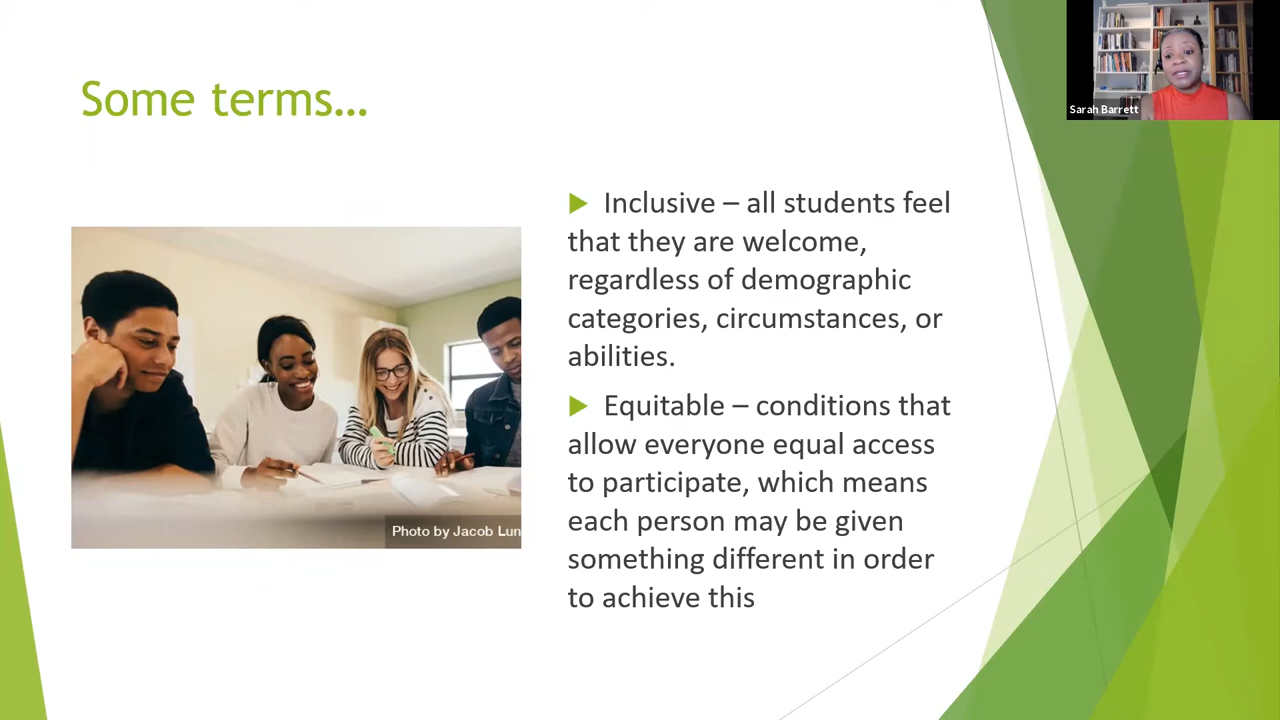 Some terms...
Sarah Barrett
Inclusive – all students feel
that they are welcome,
regardless of demographic
categories, circumstances, or
abilities.
Equitable – conditions that
allow everyone equal access
to participate, which means
each person may be given
something different in order
to achieve this
Photo by Jacob Lun